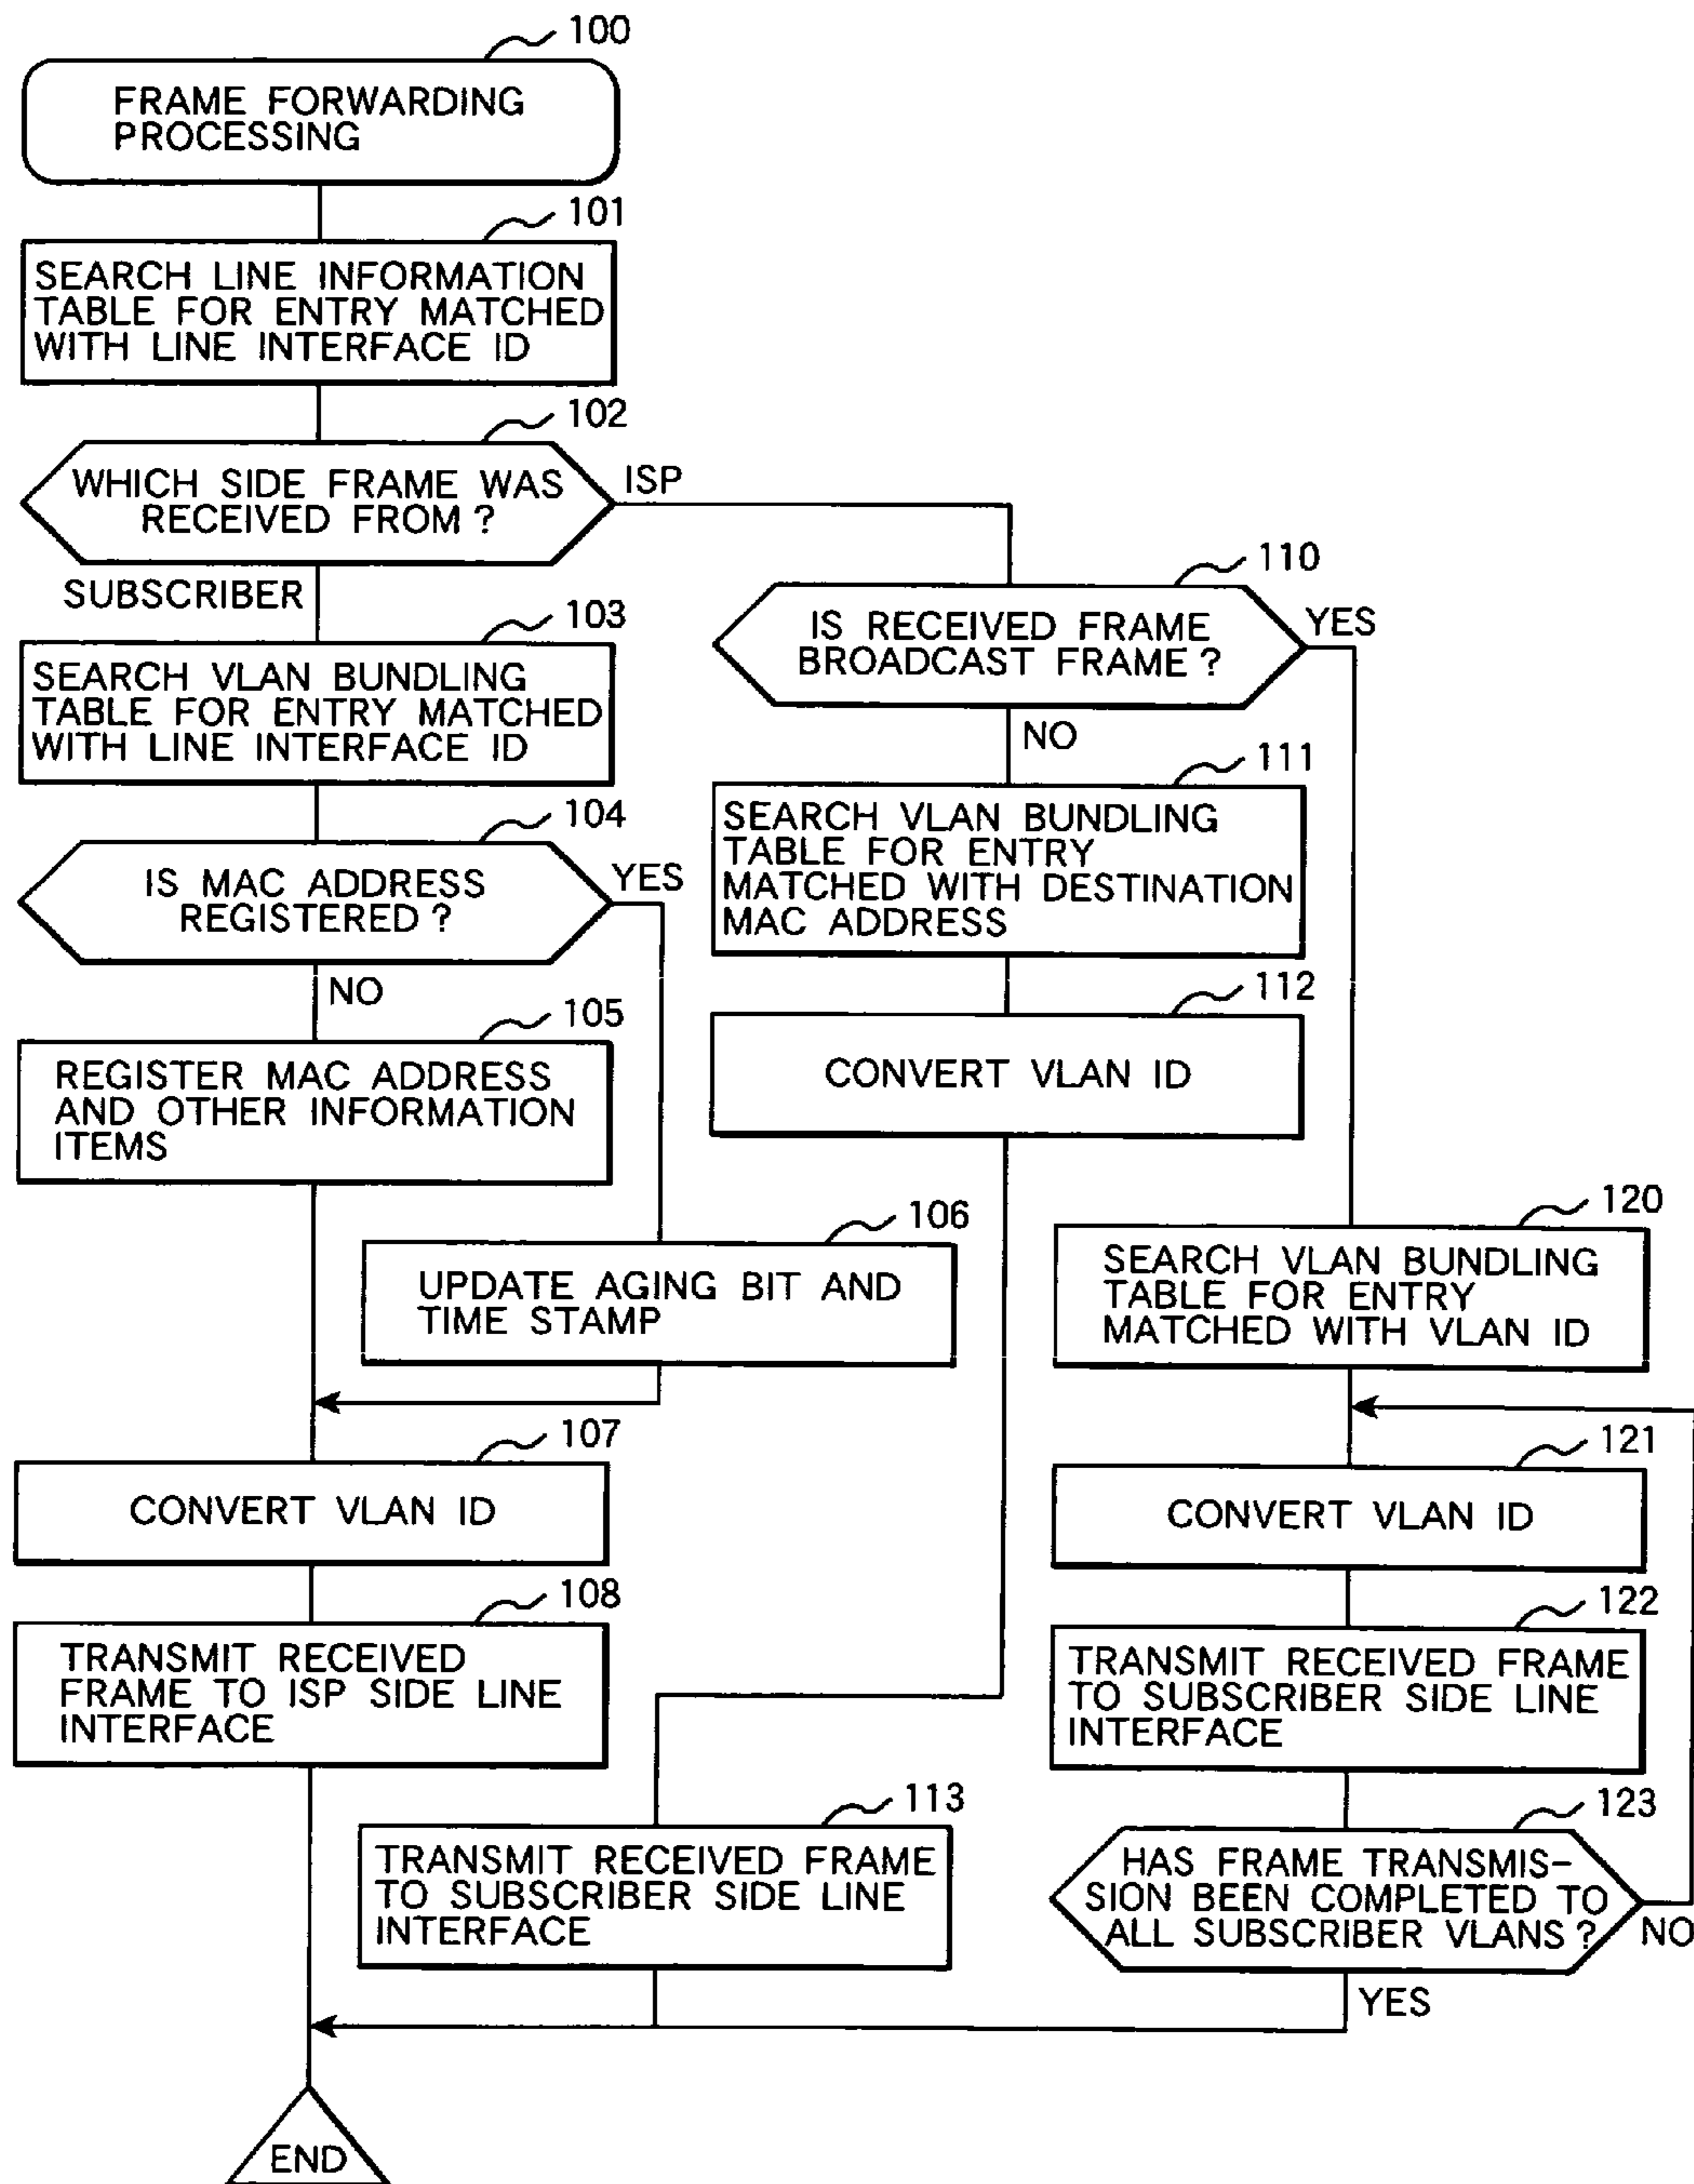 100
FRAME FORWARDING
PROCESSING
101
SEARCH LINE INFORMATION
TABLE FOR ENTRY MATCHED
WITH LINE INTERFACE ID
102
WHICH SIDE FRAME WAS
RECEIVED FROM ?
ISP
SUBSCRIBER
103
SEARCH VLAN BUNDLING
TABLE FOR ENTRY MATCHED
WITH LINE INTERFACE ID
104
IS MAC ADDRESS
REGISTERED ?
YES
NO
105
REGISTER MAC ADDRESS
AND OTHER INFORMATION
ITEMS
106
UPDATE AGING BIT AND
TIME STAMP
107
CONVERT VLAN ID
108
TRANSMIT RECEIVED
FRAME TO ISP SIDE LINE
INTERFACE
110
IS RECEIVED FRAME
BROADCAST FRAME ?
YES
NO
111
SEARCH VLAN BUNDLING
TABLE FOR ENTRY
MATCHED WITH DESTINATION
MAC ADDRESS
112
CONVERT VLAN ID
113
TRANSMIT RECEIVED FRAME
TO SUBSCRIBER SIDE LINE
INTERFACE
120
SEARCH VLAN BUNDLING
TABLE FOR ENTRY
MATCHED WITH VLAN ID
121
CONVERT VLAN ID
122
TRANSMIT RECEIVED FRAME
TO SUBSCRIBER SIDE LINE
INTERFACE
123
HAS FRAME TRANSMIS-
SION BEEN COMPLETED TO
ALL SUBSCRIBER VLANS ?
NO
YES
END